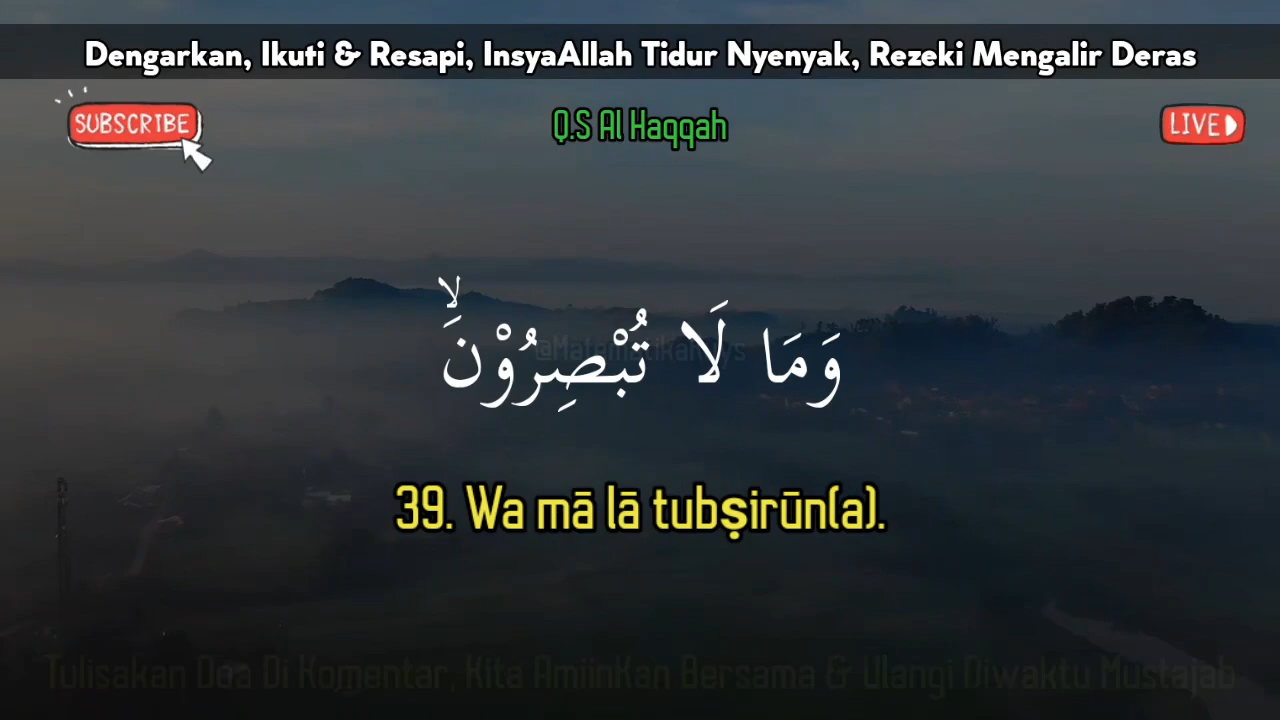 Dengarkan, Ikuti & Resapi, InsyaAllah Tidur Nyenyak, Rezeki Mengalir Deras
SUBSCRIBE
Q.S Al Haqqah
LIVE
وَمَا لَا تُبْصِرُوْنَۙ
39. Wa mā lā tubṣirūn(a).
Tulisakan Doa Di Komentar, Kita AmiinKan Bersama & Ulangi Diwaktu Mustajab